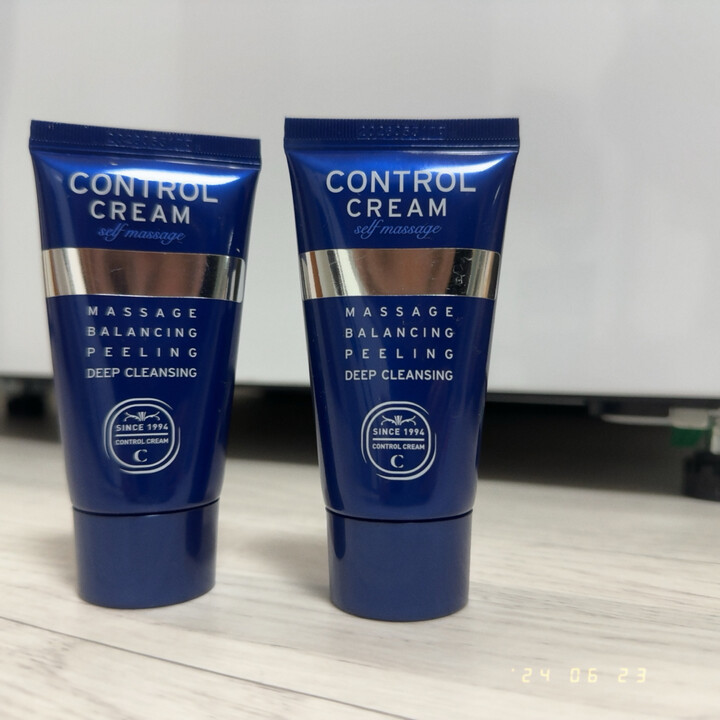 CONTROL
CREAM
self massage
MASSAGE
BALANCING
PEELING
DEEP CLEANSING
SINCE 1994
CONTROL CREAM
C
CONTROL
CREAM
self massage
MASSAGE
BALANCING
PEELING
DEEP CLEANSING
SINCE 1994
CONTROL CREAM
C
'24 06 23